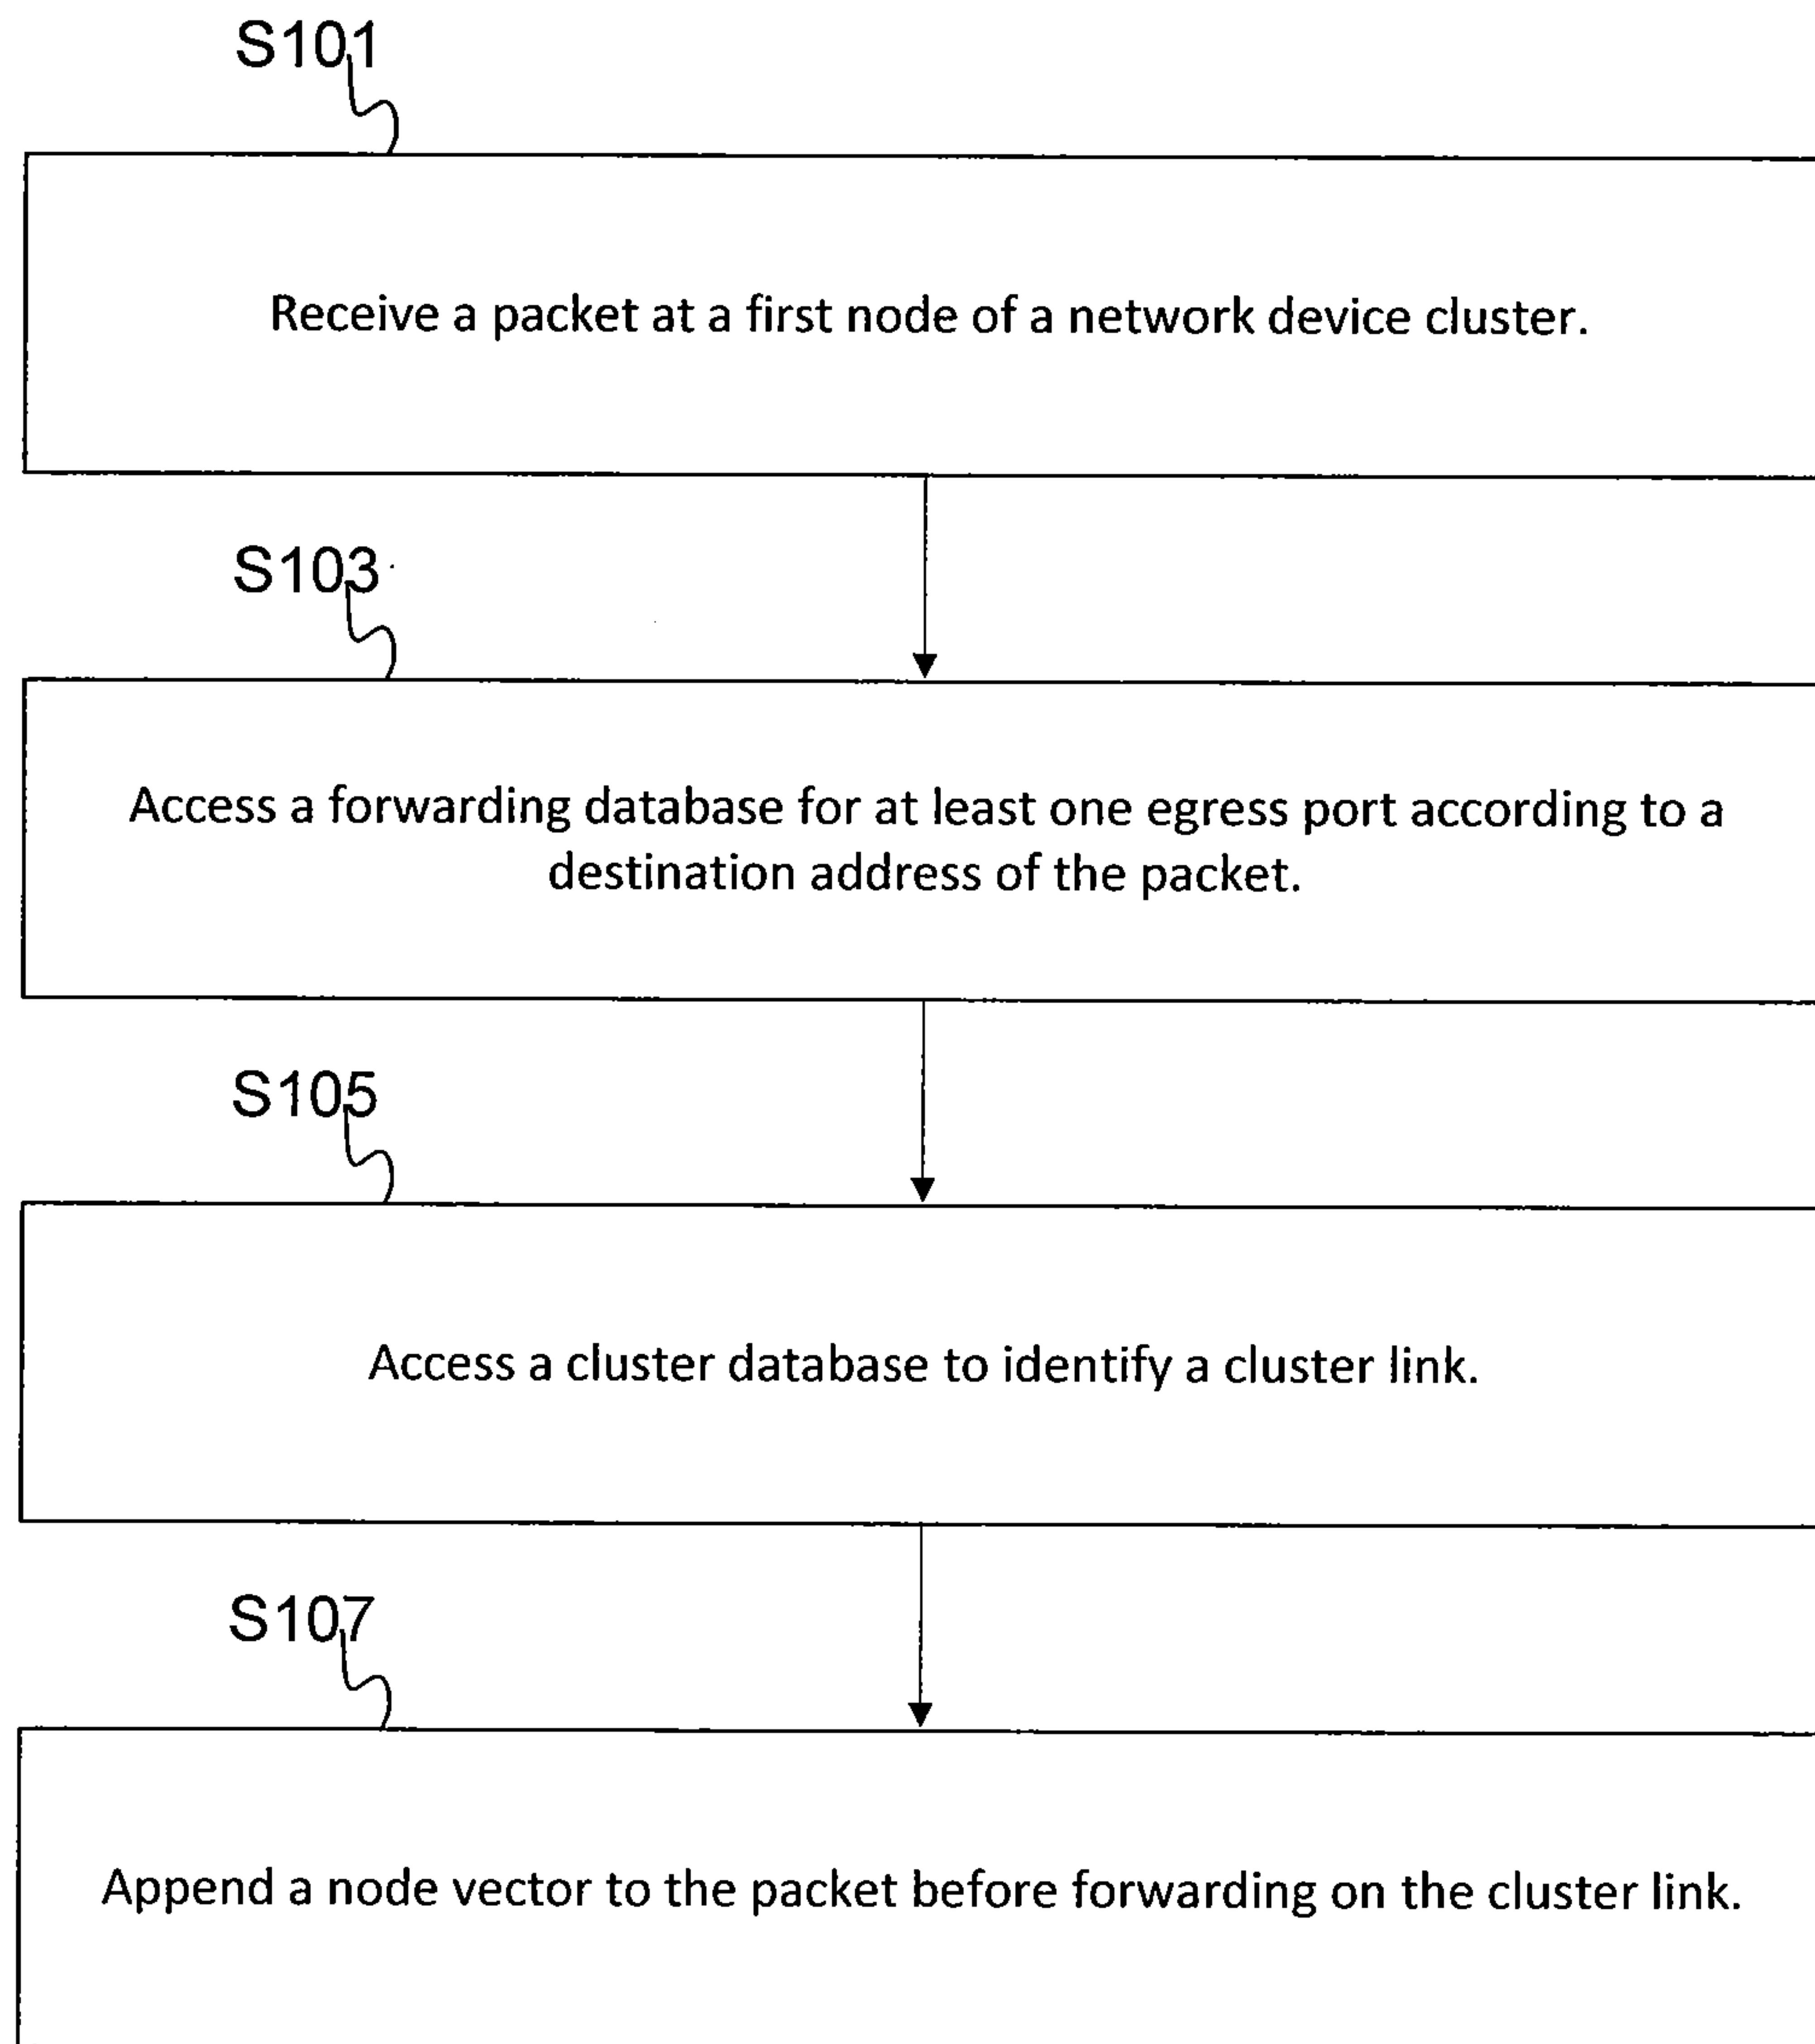 S101
Receive a packet at a first node of a network device cluster.
S103
Access a forwarding database for at least one egress port according to a
destination address of the packet.
S105
Access a cluster database to identify a cluster link.
S107
Append a node vector to the packet before forwarding on the cluster link.